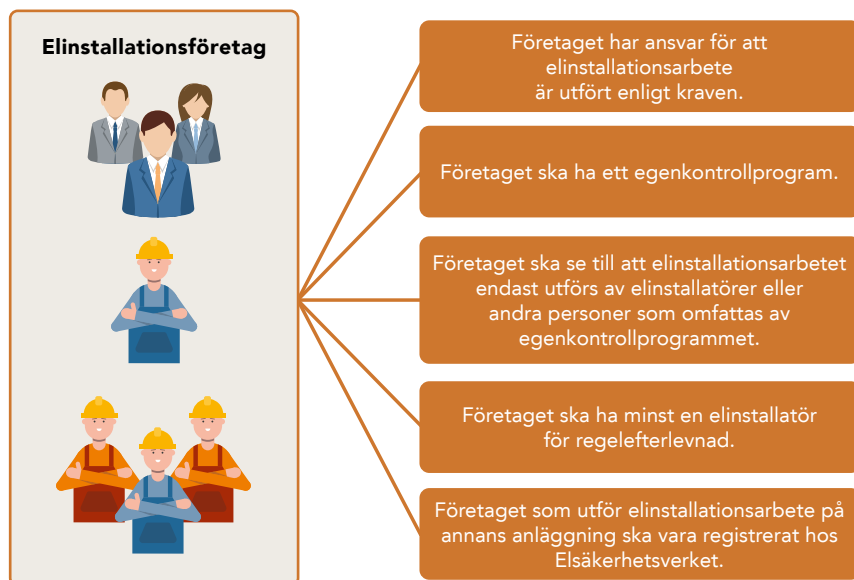 Elinstallationsföretag
Företaget har ansvar för att
elinstallationsarbete
är utfört enligt kraven.
Företaget ska ha ett egenkontrollprogram.
Företaget ska se till att elinstallationsarbetet
endast utförs av elinstallatörer eller
andra personer som omfattas av
egenkontrollprogrammet.
Företaget ska ha minst en elinstallatör
för regelefterlevnad.
Företaget som utför elinstallationsarbete på
annans anläggning ska vara registrerat hos
Elsäkerhetsverket.